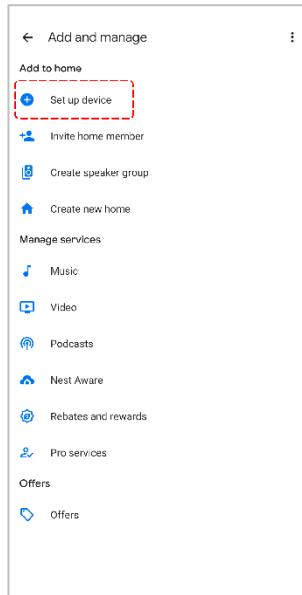 Add and manage
Add to home
Set up device
Invite home member
Create speaker group
Create new home
Manage services
Music
Video
Podcasts
Nest Aware
Rebates and rewards
Pro services
Offers
Offers